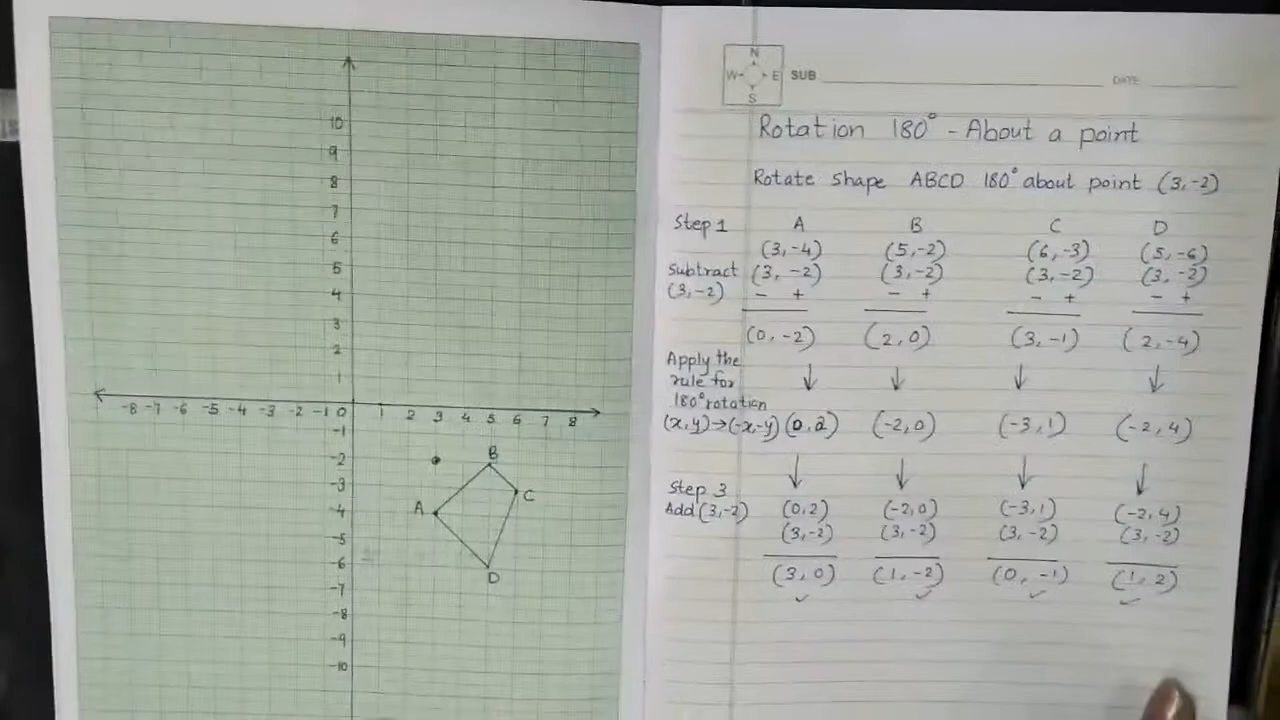 10
9
8
7
6
5
4
3
2
1
-8 -7 -6 -5 -4 -3 -2 -1 0 1 2 3 4 5 6 7 8
-1
-2
-3
-4
-5
-6
-7
-8
-9
-10
B
C
A
D
N
W E
S
SUB
DATE
Rotation 180° - About a point
Rotate shape ABCD 180° about point (3,-2)
Step 1 A B C D
(3,-4) (5,-2) (6,-3) (5,-6)
Subtract (3,-2) (3,-2) (3,-2) (3,-2)
(3,-2) - + - + - + - +
(0,-2) (2,0) (3,-1) (2,-4)
Apply the
rule for
180° rotation
(x,y)→(-x,-y) (0,2) (-2,0) (-3,1) (-2,4)
Step 3
Add (3,-2) (0,2) (-2,0) (-3,1) (-2,4)
(3,-2) (3,-2) (3,-2) (3,-2)
(3,0) (1,-2) (0,-1) (1,2)